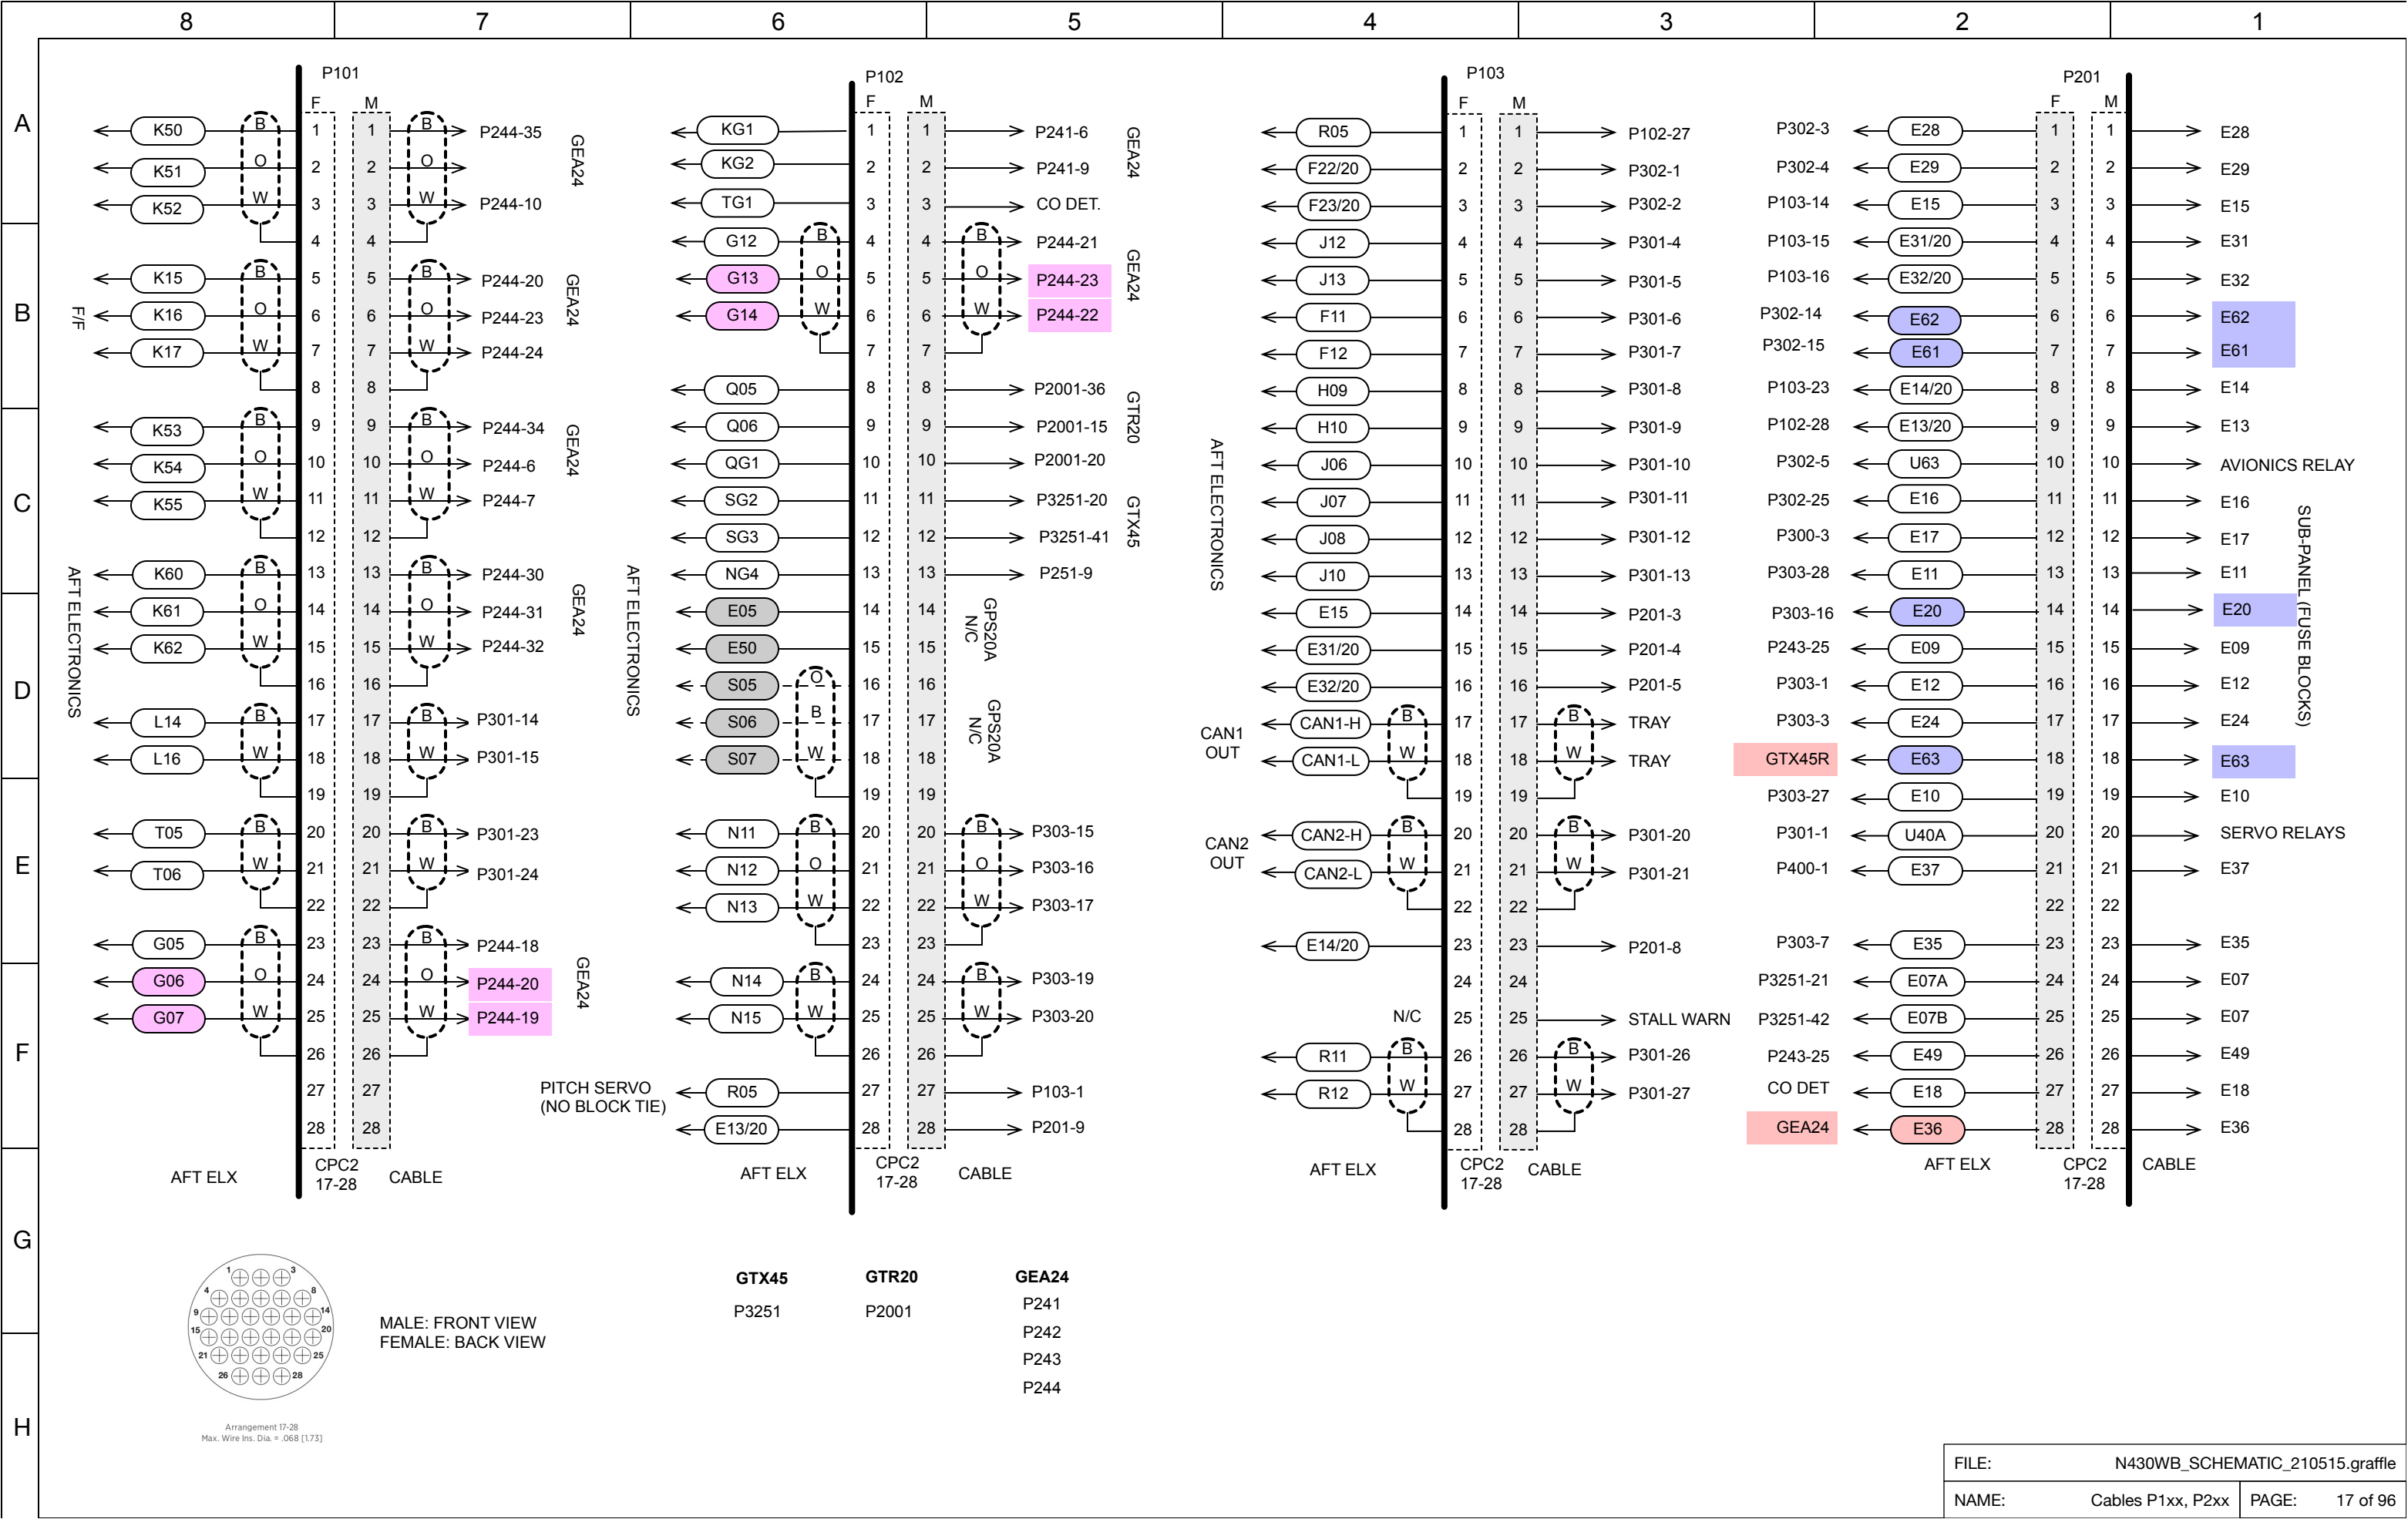 8 7 6 5 4 3 2 1
A
B
C
D
E
F
G
H
P101
F M
K50 B 1 1 B P244-35
K51 O 2 2 O
K52 W 3 3 W P244-10
4 4
K15 B 5 5 B P244-20
K16 O 6 6 O P244-23
K17 W 7 7 W P244-24
8 8
K53 B 9 9 B P244-34
K54 O 10 10 O P244-6
K55 W 11 11 W P244-7
12 12
K60 B 13 13 B P244-30
K61 O 14 14 O P244-31
K62 W 15 15 W P244-32
16 16
L14 B 17 17 B P301-14
L16 W 18 18 W P301-15
19 19
T05 B 20 20 B P301-23
T06 W 21 21 W P301-24
22 22
G05 B 23 23 B P244-18
G06 O 24 24 O P244-20
G07 W 25 25 W P244-19
26 26
27 27
28 28
F/F
AFT ELECTRONICS
GEA24
GEA24
GEA24
GEA24
GEA24
AFT ELX
CPC2
17-28
CABLE
P102
F M
KG1 1 1 P241-6
KG2 2 2 P241-9
TG1 3 3 CO DET.
G12 B 4 4 B P244-21
G13 O 5 5 O P244-23
G14 W 6 6 W P244-22
7 7
Q05 8 8 P2001-36
Q06 9 9 P2001-15
QG1 10 10 P2001-20
SG2 11 11 P3251-20
SG3 12 12 P3251-41
NG4 13 13 P251-9
E05 14 14
E50 15 15
S05 O 16 16
S06 B 17 17
S07 W 18 18
19 19
N11 B 20 20 B P303-15
N12 O 21 21 O P303-16
N13 W 22 22 W P303-17
23 23
N14 B 24 24 B P303-19
N15 W 25 25 W P303-20
26 26
PITCH SERVO
(NO BLOCK TIE)
R05 27 27 P103-1
E13/20 28 28 P201-9
AFT ELECTRONICS
GEA24
GEA24
GTR20
GTX45
GPS20A
N/C
GPS20A
N/C
AFT ELX
CPC2
17-28
CABLE
P103
F M
R05 1 1 P102-27
F22/20 2 2 P302-1
F23/20 3 3 P302-2
J12 4 4 P301-4
J13 5 5 P301-5
F11 6 6 P301-6
F12 7 7 P301-7
H09 8 8 P301-8
H10 9 9 P301-9
J06 10 10 P301-10
J07 11 11 P301-11
J08 12 12 P301-12
J10 13 13 P301-13
E15 14 14 P201-3
E31/20 15 15 P201-4
E32/20 16 16 P201-5
CAN1
OUT
CAN1-H B 17 17 B TRAY
CAN1-L W 18 18 W TRAY
19 19
CAN2
OUT
CAN2-H B 20 20 B P301-20
CAN2-L W 21 21 W P301-21
22 22
E14/20 23 23 P201-8
24 24
N/C 25 25 STALL WARN
R11 B 26 26 B P301-26
R12 W 27 27 W P301-27
28 28
AFT ELECTRONICS
AFT ELX
CPC2
17-28
CABLE
P201
F M
P302-3 E28 1 1 E28
P302-4 E29 2 2 E29
P103-14 E15 3 3 E15
P103-15 E31/20 4 4 E31
P103-16 E32/20 5 5 E32
P302-14 E62 6 6 E62
P302-15 E61 7 7 E61
P103-23 E14/20 8 8 E14
P102-28 E13/20 9 9 E13
P302-5 U63 10 10 AVIONICS RELAY
P302-25 E16 11 11 E16
P300-3 E17 12 12 E17
P303-28 E11 13 13 E11
P303-16 E20 14 14 E20
P243-25 E09 15 15 E09
P303-1 E12 16 16 E12
P303-3 E24 17 17 E24
GTX45R E63 18 18 E63
P303-27 E10 19 19 E10
P301-1 U40A 20 20 SERVO RELAYS
P400-1 E37 21 21 E37
22 22
P303-7 E35 23 23 E35
P3251-21 E07A 24 24 E07
P3251-42 E07B 25 25 E07
P243-25 E49 26 26 E49
CO DET E18 27 27 E18
GEA24 E36 28 28 E36
SUB-PANEL (FUSE BLOCKS)
AFT ELX
CPC2
17-28
CABLE
1 3
4 8
9 14
15 20
21 25
26 28
Arrangement 17-28
Max. Wire Ins. Dia. = .068 [1.73]
MALE: FRONT VIEW
FEMALE: BACK VIEW
GTX45 GTR20 GEA24
P3251 P2001 P241
P242
P243
P244
FILE: N430WB_SCHEMATIC_210515.graffle
NAME: Cables P1xx, P2xx PAGE: 17 of 96